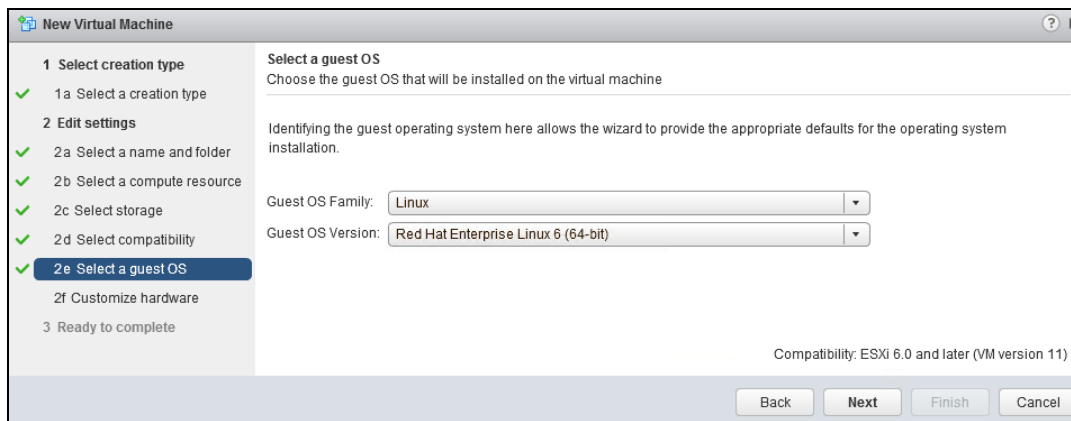 New Virtual Machine
?
1 Select creation type
1a Select a creation type
2 Edit settings
2a Select a name and folder
2b Select a compute resource
2c Select storage
2d Select compatibility
2e Select a guest OS
2f Customize hardware
3 Ready to complete
Select a guest OS
Choose the guest OS that will be installed on the virtual machine
Identifying the guest operating system here allows the wizard to provide the appropriate defaults for the operating system
installation.
Guest OS Family: Linux
Guest OS Version: Red Hat Enterprise Linux 6 (64-bit)
Compatibility: ESXi 6.0 and later (VM version 11)
Back Next Finish Cancel